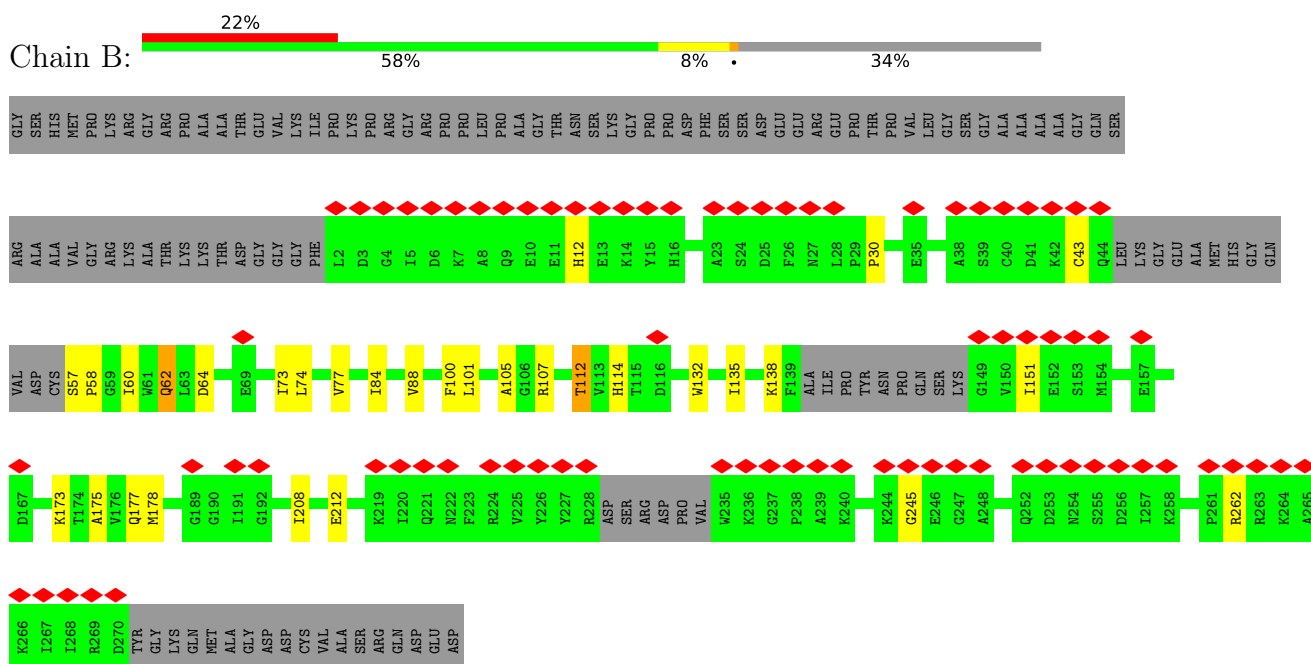 22%
Chain B:
58% 8% • 34%
GLY SER HIS MET PRO LYS ARG GLY ARG PRO ALA ALA THR GLU VAL LYS ILE PRO LYS PRO ARG GLY ARG PRO PRO LEU PRO ALA GLY THR ASN SER LYS GLY PRO PRO ASP PHE SER SER ASP GLU GLU ARG GLU PRO THR PRO VAL LEU GLY SER GLY ALA ALA ALA ALA GLY GLN SER
ARG ALA ALA VAL GLY ARG LYS ALA THR LYS LYS THR ASP GLY GLY GLY PHE L2 D3 G4 I5 D6 K7 A8 Q9 E10 E11 H12 E13 K14 Y15 H16 A23 S24 D25 F26 N27 L28 P29 P30 E35 A38 S39 C40 D41 K42 C43 Q44 LEU LYS GLY GLU ALA MET HIS GLY GLN
VAL ASP CYS S57 P58 G59 I60 W61 Q62 L63 D64 E69 I73 L74 V77 I84 V88 F100 L101 A105 G106 R107 T112 V113 H114 T115 D116 W132 I135 K138 F139 ALA ILE PRO TYR ASN PRO GLN SER LYS G149 V150 I151 E152 S153 M154 E157
D167 K173 T174 A175 V176 Q177 M178 G189 G190 I191 G192 I208 E212 K219 I220 Q221 N222 F223 R224 V225 Y226 Y227 R228 ASP SER ARG ASP PRO VAL W235 K236 G237 P238 A239 K240 K244 G245 E246 G247 A248 Q252 D253 N254 S255 D256 I257 K258 P261 R262 R263 K264 A265
K266 I267 I268 R269 D270 TYR GLY LYS GLN MET ALA GLY ASP ASP CYS VAL ALA SER ARG GLN ASP GLU ASP